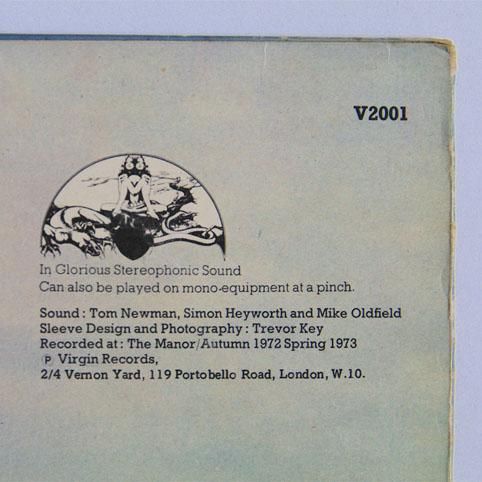 V2001
In Glorious Stereophonic Sound
Can also be played on mono-equipment at a pinch.
Sound : Tom Newman, Simon Heyworth and Mike Oldfield
Sleeve Design and Photography : Trevor Key
Recorded at : The Manor/Autumn 1972 Spring 1973
℗ Virgin Records,
2/4 Vernon Yard, 119 Portobello Road, London, W.10.